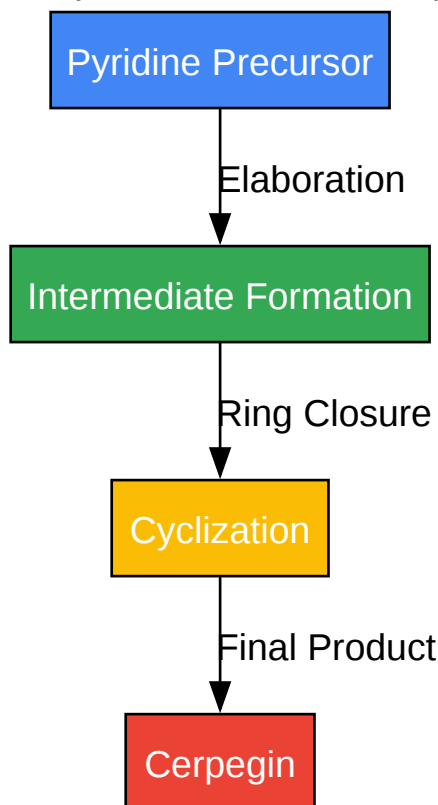 Pyridine Precursor
Elaboration
Intermediate Formation
Ring Closure
Cyclization
Final Product
Cerpegin